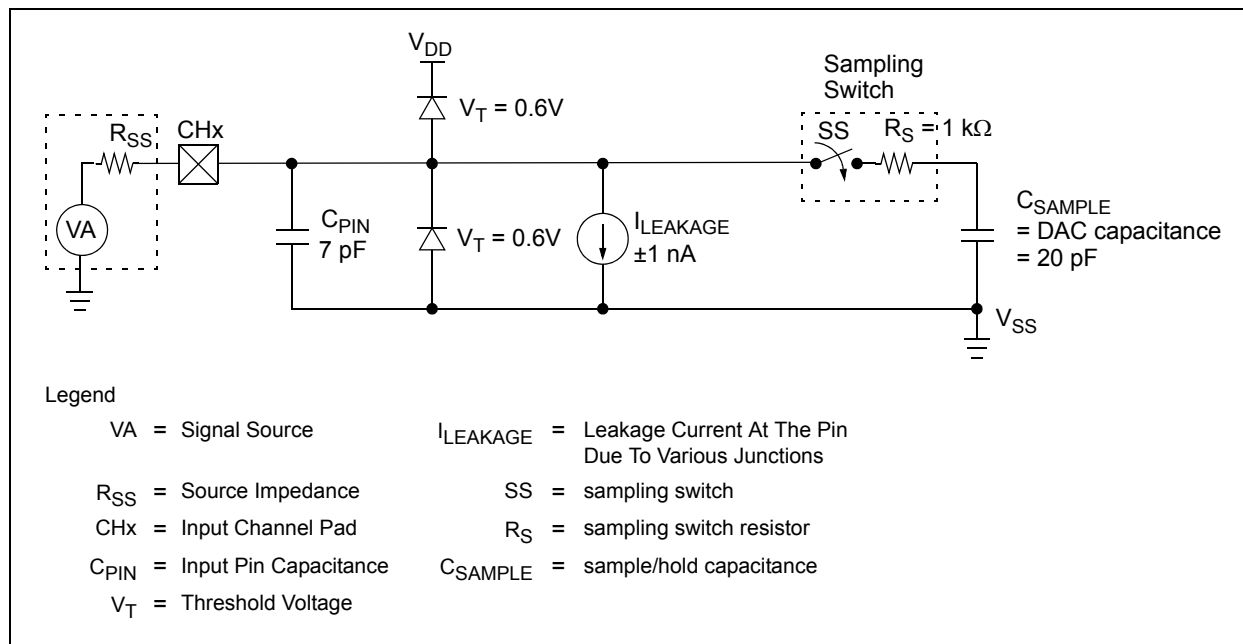 VDD
Sampling
Switch
VT = 0.6V
RSS
CHx
SS
RS = 1 kΩ
VA
CPIN
7 pF
VT = 0.6V
ILEAKAGE
±1 nA
CSAMPLE
= DAC capacitance
= 20 pF
VSS
Legend
VA = Signal Source
RSS = Source Impedance
CHx = Input Channel Pad
CPIN = Input Pin Capacitance
VT = Threshold Voltage
ILEAKAGE = Leakage Current At The Pin
Due To Various Junctions
SS = sampling switch
RS = sampling switch resistor
CSAMPLE = sample/hold capacitance